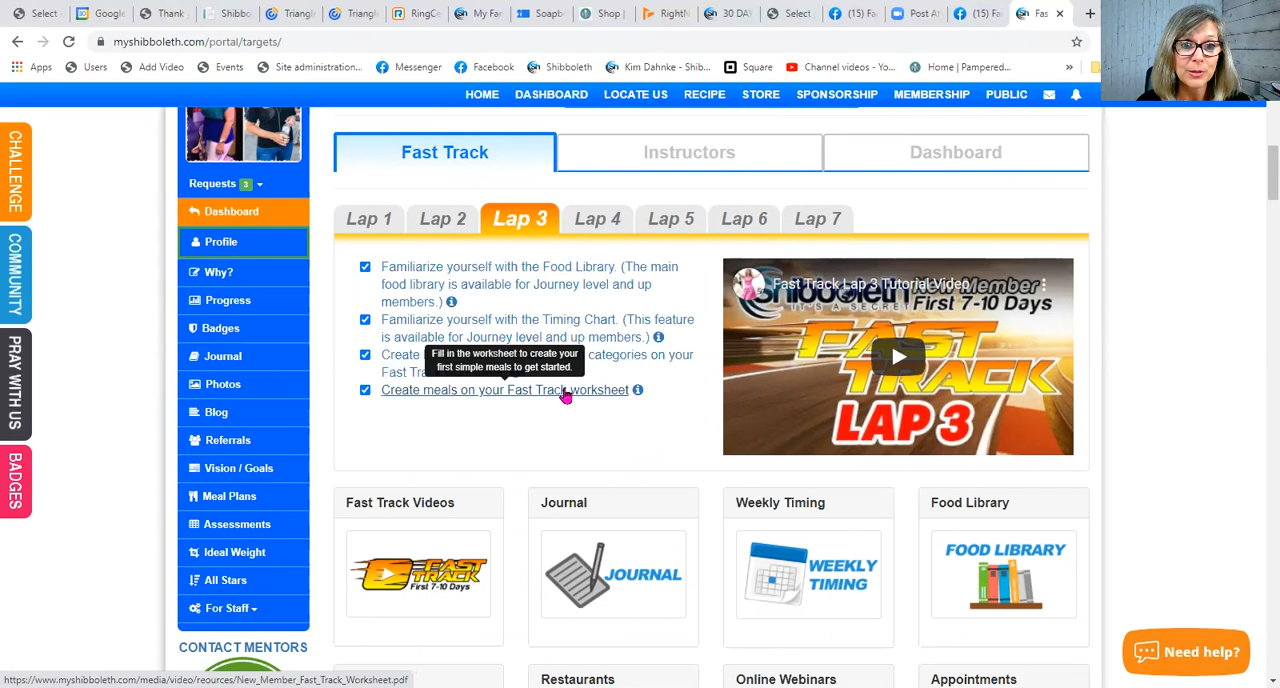 Select
Google
Thank
Shibbo
Triangle
Triangle
RingCe
My Far
Soapb
Shop |
RightN
30 DAY
Select
(15) Fa
Post At
(15) Fa
Fas
myshibboleth.com/portal/targets/
Apps
Users
Add Video
Events
Site administration...
Messenger
Shibboleth
Kim Dahnke - Shib...
Square
Channel videos - Yo...
Home | Pampered...
HOME DASHBOARD LOCATE US RECIPE STORE SPONSORSHIP MEMBERSHIP PUBLIC
CHALLENGE
COMMUNITY
PRAY WITH US
BADGES
Requests 3
Dashboard
Profile
Why?
Progress
Badges
Journal
Photos
Blog
Referrals
Vision / Goals
Meal Plans
Assessments
Ideal Weight
All Stars
For Staff
CONTACT MENTORS
Fast Track
Instructors
Dashboard
Lap 1
Lap 2
Lap 3
Lap 4
Lap 5
Lap 6
Lap 7
Familiarize yourself with the Food Library. (The main
food library is available for Journey level and up
members.)
Familiarize yourself with the Timing Chart. (This feature
is available for Journey level and up members.)
Create
categories on your
Fill in the worksheet to create your
first simple meals to get started.
Create meals on your Fast Track worksheet
Fast Track Lap 3 Tutorial Video
Shibboleth
IT'S A SECRET
New Member
First 7-10 Days
FAST
TRACK
LAP 3
Fast Track Videos
FAST
TRACK
First 7-10 Days
Journal
JOURNAL
Weekly Timing
WEEKLY
TIMING
Food Library
FOOD LIBRARY
Restaurants
Online Webinars
Appointments
Need help?
https://www.myshibboleth.com/media/video/reources/New_Member_Fast_Track_Worksheet.pdf